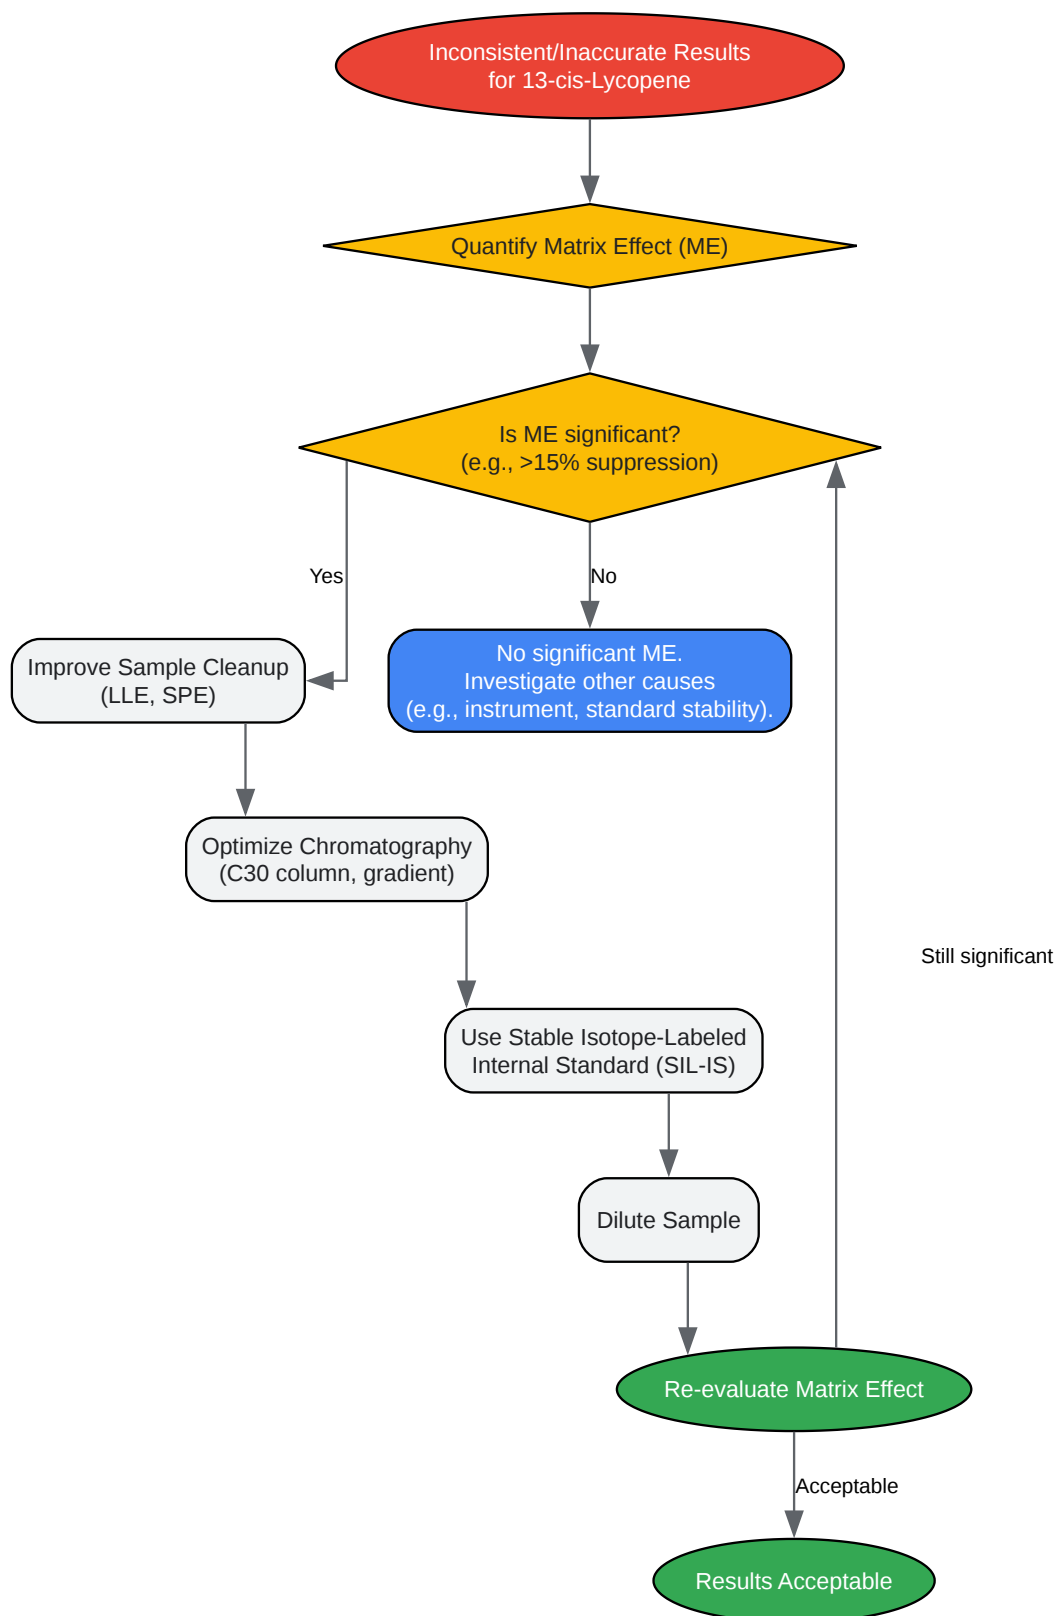 Inconsistent/Inaccurate Results
for 13-cis-Lycopene
Quantify Matrix Effect (ME)
Is ME significant?
(e.g., >15% suppression)
Yes
No
Improve Sample Cleanup
(LLE, SPE)
No significant ME.
Investigate other causes
(e.g., instrument, standard stability).
Optimize Chromatography
(C30 column, gradient)
Still significant
Use Stable Isotope-Labeled
Internal Standard (SIL-IS)
Dilute Sample
Re-evaluate Matrix Effect
Acceptable
Results Acceptable